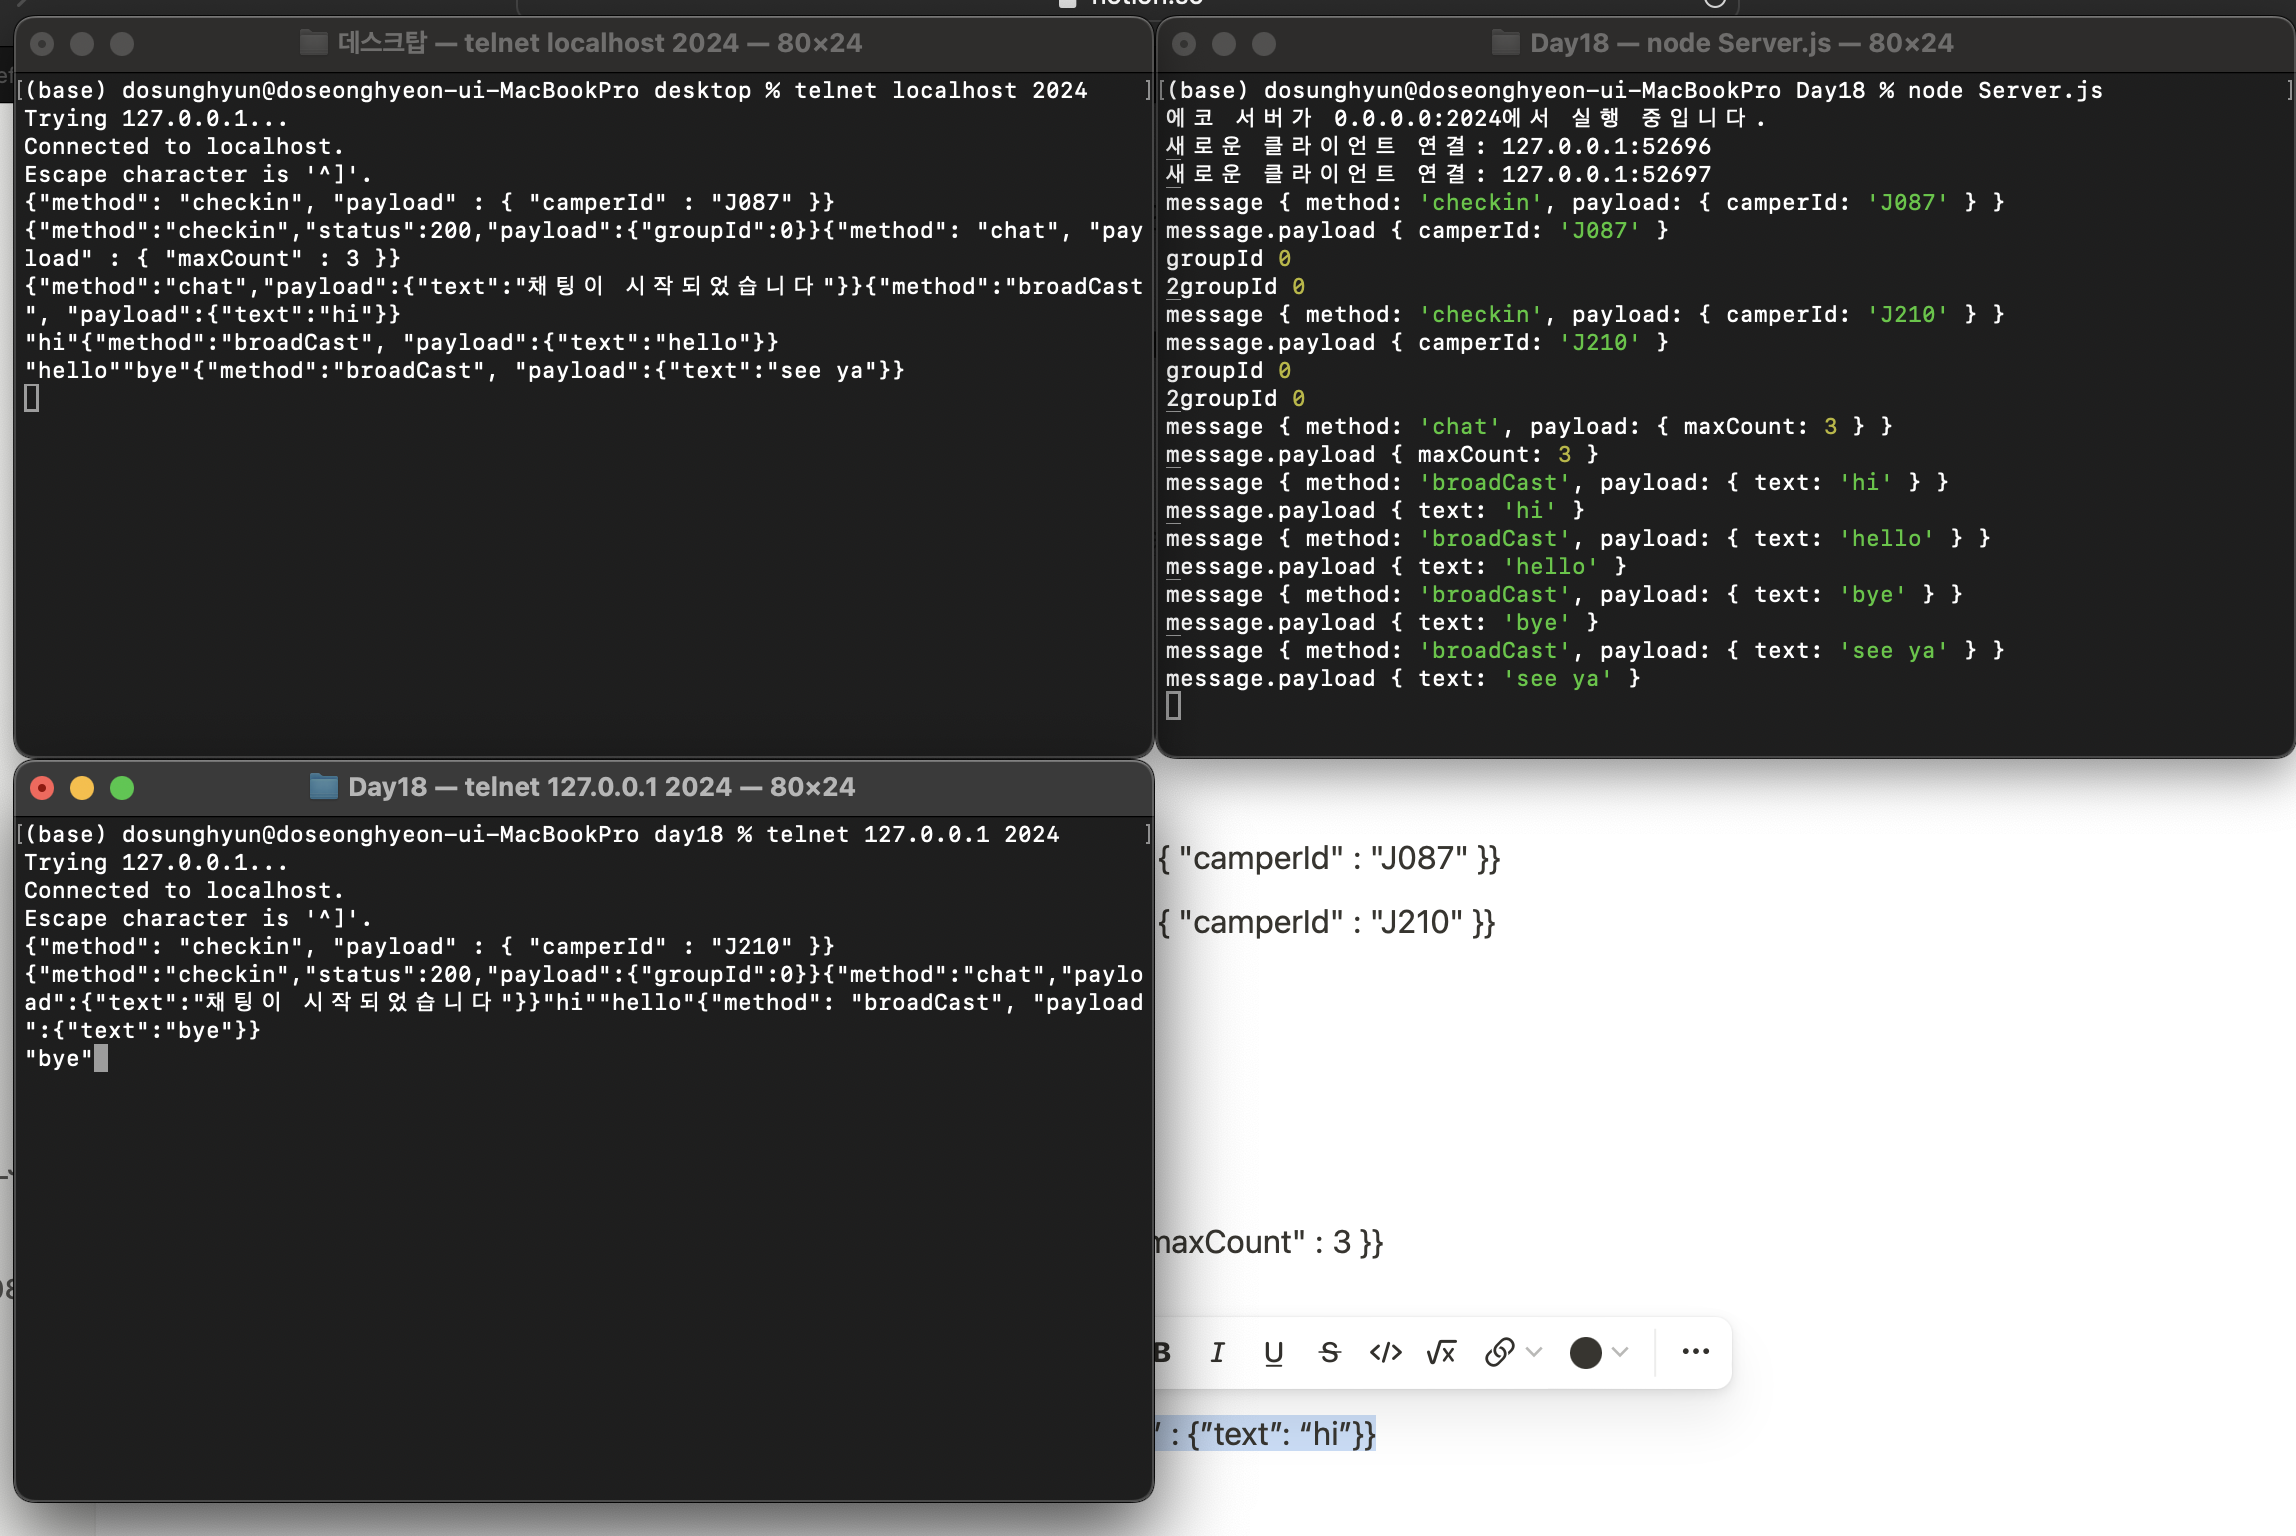 데스크탑 — telnet localhost 2024 — 80×24
(base) dosunghyun@doseonghyeon-ui-MacBookPro desktop % telnet localhost 2024
Trying 127.0.0.1...
Connected to localhost.
Escape character is '^]'.
{"method": "checkin", "payload" : { "camperId" : "J087" }}
{"method":"checkin","status":200,"payload":{"groupId":0}}{"method": "chat", "pay
load" : { "maxCount" : 3 }}
{"method":"chat","payload":{"text":"채팅이 시작되었습니다"}}{"method":"broadCast
", "payload":{"text":"hi"}}
"hi"{"method":"broadCast", "payload":{"text":"hello"}}
"hello""bye"{"method":"broadCast", "payload":{"text":"see ya"}}
Day18 — node Server.js — 80×24
(base) dosunghyun@doseonghyeon-ui-MacBookPro Day18 % node Server.js
에코 서버가 0.0.0.0:2024에서 실행 중입니다.
새로운 클라이언트 연결: 127.0.0.1:52696
새로운 클라이언트 연결: 127.0.0.1:52697
message { method: 'checkin', payload: { camperId: 'J087' } }
message.payload { camperId: 'J087' }
groupId 0
2groupId 0
message { method: 'checkin', payload: { camperId: 'J210' } }
message.payload { camperId: 'J210' }
groupId 0
2groupId 0
message { method: 'chat', payload: { maxCount: 3 } }
message.payload { maxCount: 3 }
message { method: 'broadCast', payload: { text: 'hi' } }
message.payload { text: 'hi' }
message { method: 'broadCast', payload: { text: 'hello' } }
message.payload { text: 'hello' }
message { method: 'broadCast', payload: { text: 'bye' } }
message.payload { text: 'bye' }
message { method: 'broadCast', payload: { text: 'see ya' } }
message.payload { text: 'see ya' }
Day18 — telnet 127.0.0.1 2024 — 80×24
(base) dosunghyun@doseonghyeon-ui-MacBookPro day18 % telnet 127.0.0.1 2024
Trying 127.0.0.1...
Connected to localhost.
Escape character is '^]'.
{"method": "checkin", "payload" : { "camperId" : "J210" }}
{"method":"checkin","status":200,"payload":{"groupId":0}}{"method":"chat","paylo
ad":{"text":"채팅이 시작되었습니다"}}"hi""hello"{"method": "broadCast", "payload
":{"text":"bye"}}
"bye"
{ "camperId" : "J087" }}
{ "camperId" : "J210" }}
maxCount" : 3 }}
B I U S </> √x •••
" : {"text": “hi”}}